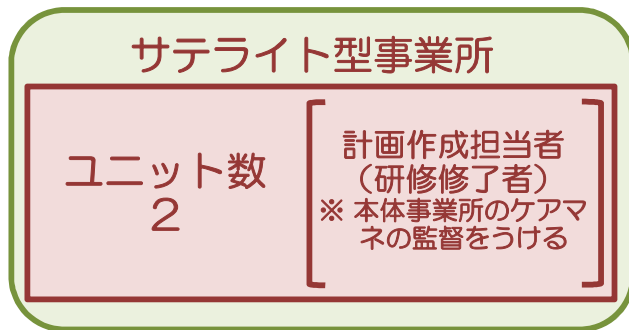 サテライト型事業所
ユニット数
2
計画作成担当者
（研修修了者）
※ 本体事業所のケアマ
ネの監督をうける